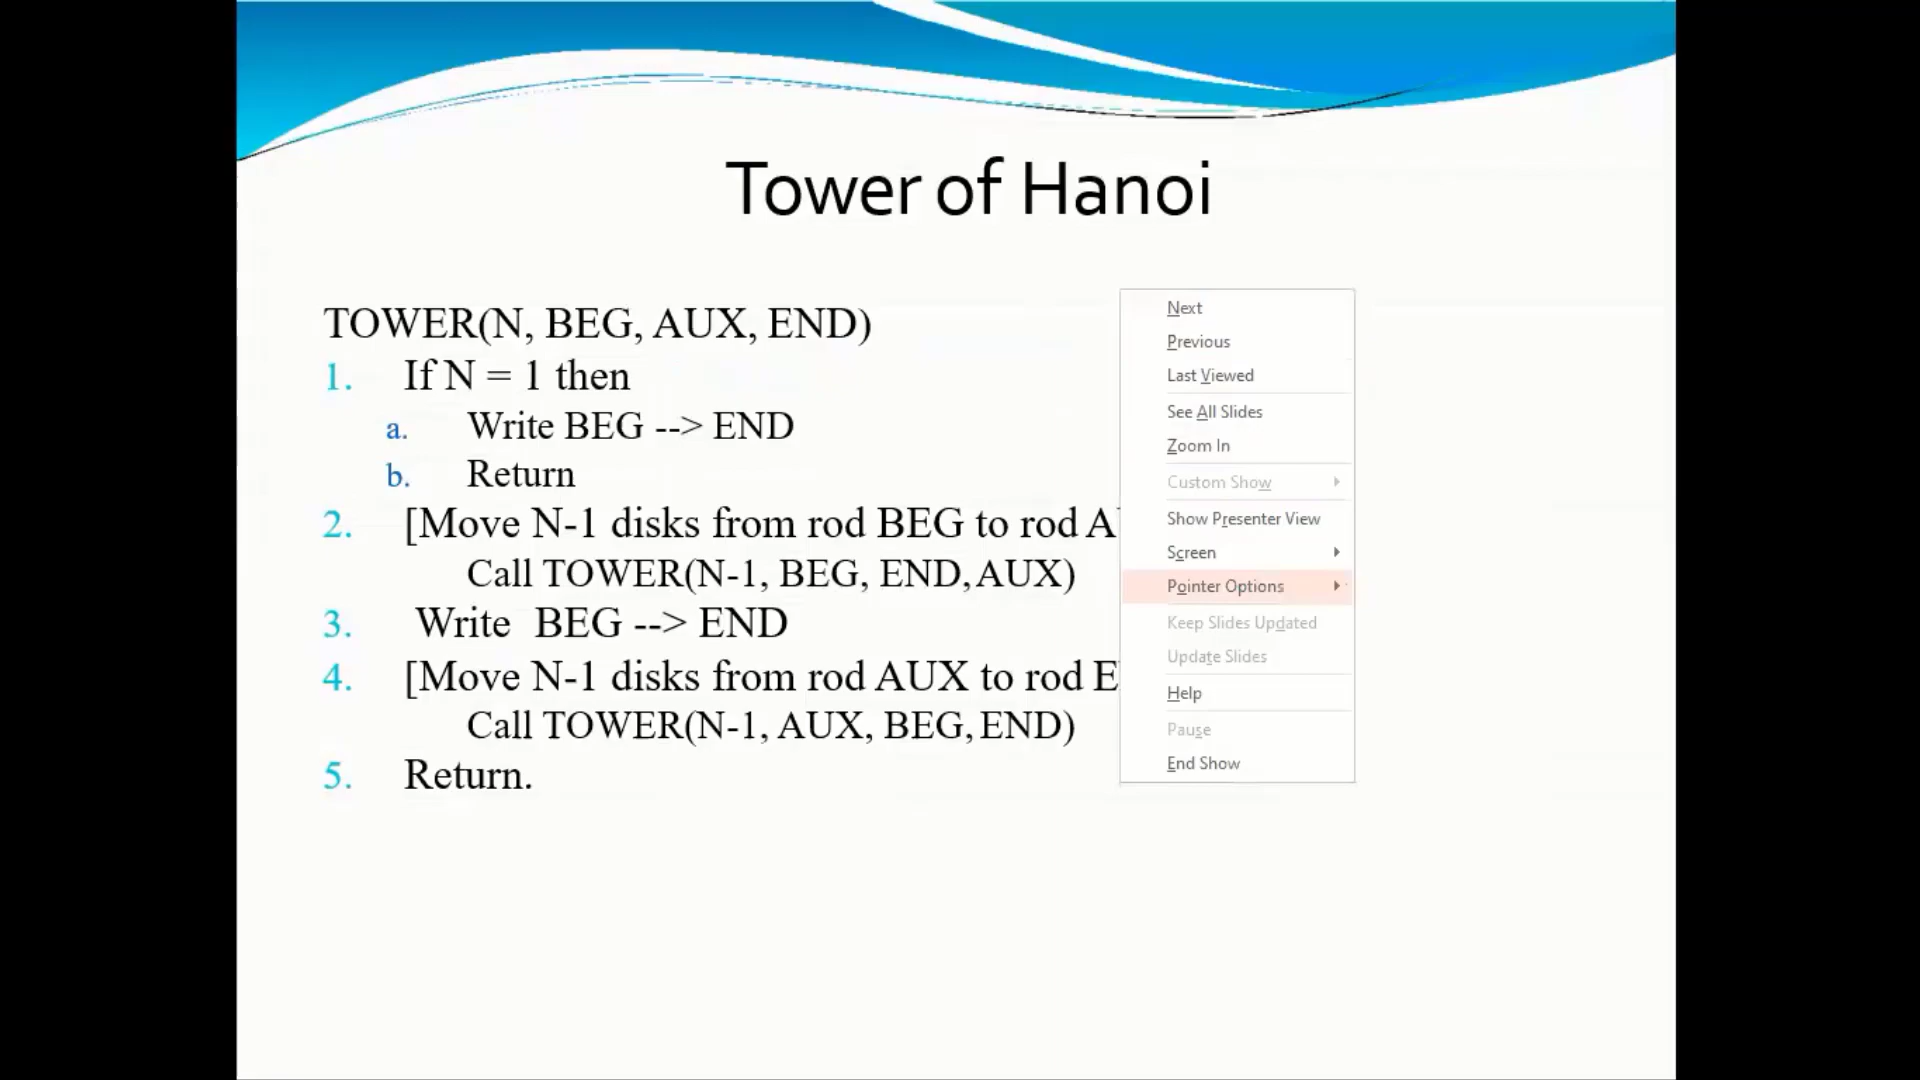 Tower of Hanoi
TOWER(N, BEG, AUX, END)
1. If N = 1 then
a. Write BEG --> END
b. Return
2. [Move N-1 disks from rod BEG to rod
Call TOWER(N-1, BEG, END, AUX)
3. Write BEG --> END
4. [Move N-1 disks from rod AUX to rod
Call TOWER(N-1, AUX, BEG, END)
5. Return.
Next
Previous
Last Viewed
See All Slides
Zoom In
Custom Show
Show Presenter View
Screen
Pointer Options
Keep Slides Updated
Update Slides
Help
Pause
End Show